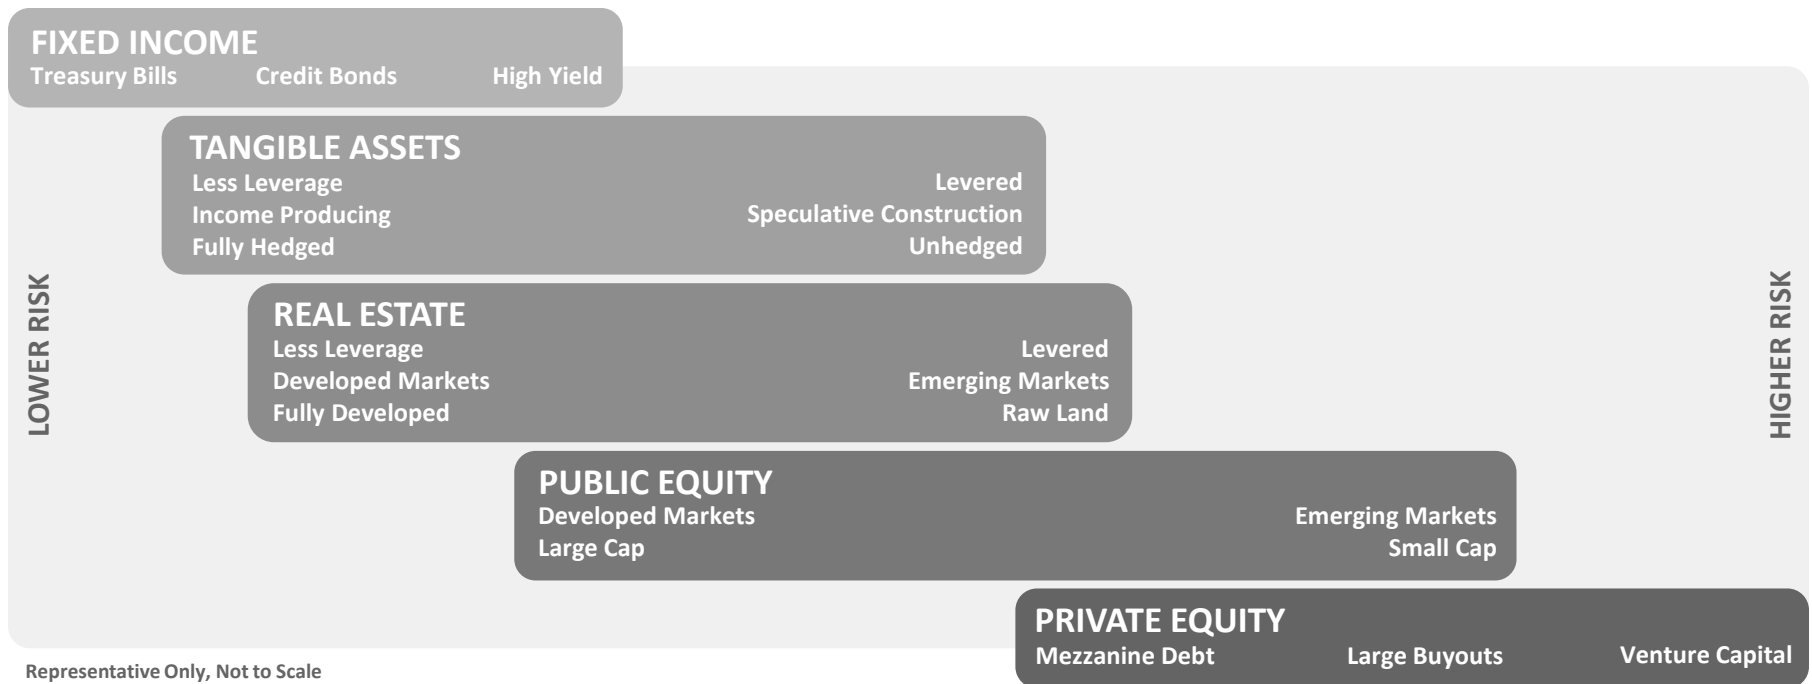 FIXED INCOME
Treasury Bills Credit Bonds High Yield
TANGIBLE ASSETS
Less Leverage Levered
Income Producing Speculative Construction
Fully Hedged Unhedged
LOWER RISK
HIGHER RISK
REAL ESTATE
Less Leverage Levered
Developed Markets Emerging Markets
Fully Developed Raw Land
PUBLIC EQUITY
Developed Markets Emerging Markets
Large Cap Small Cap
PRIVATE EQUITY
Mezzanine Debt Large Buyouts Venture Capital
Representative Only, Not to Scale